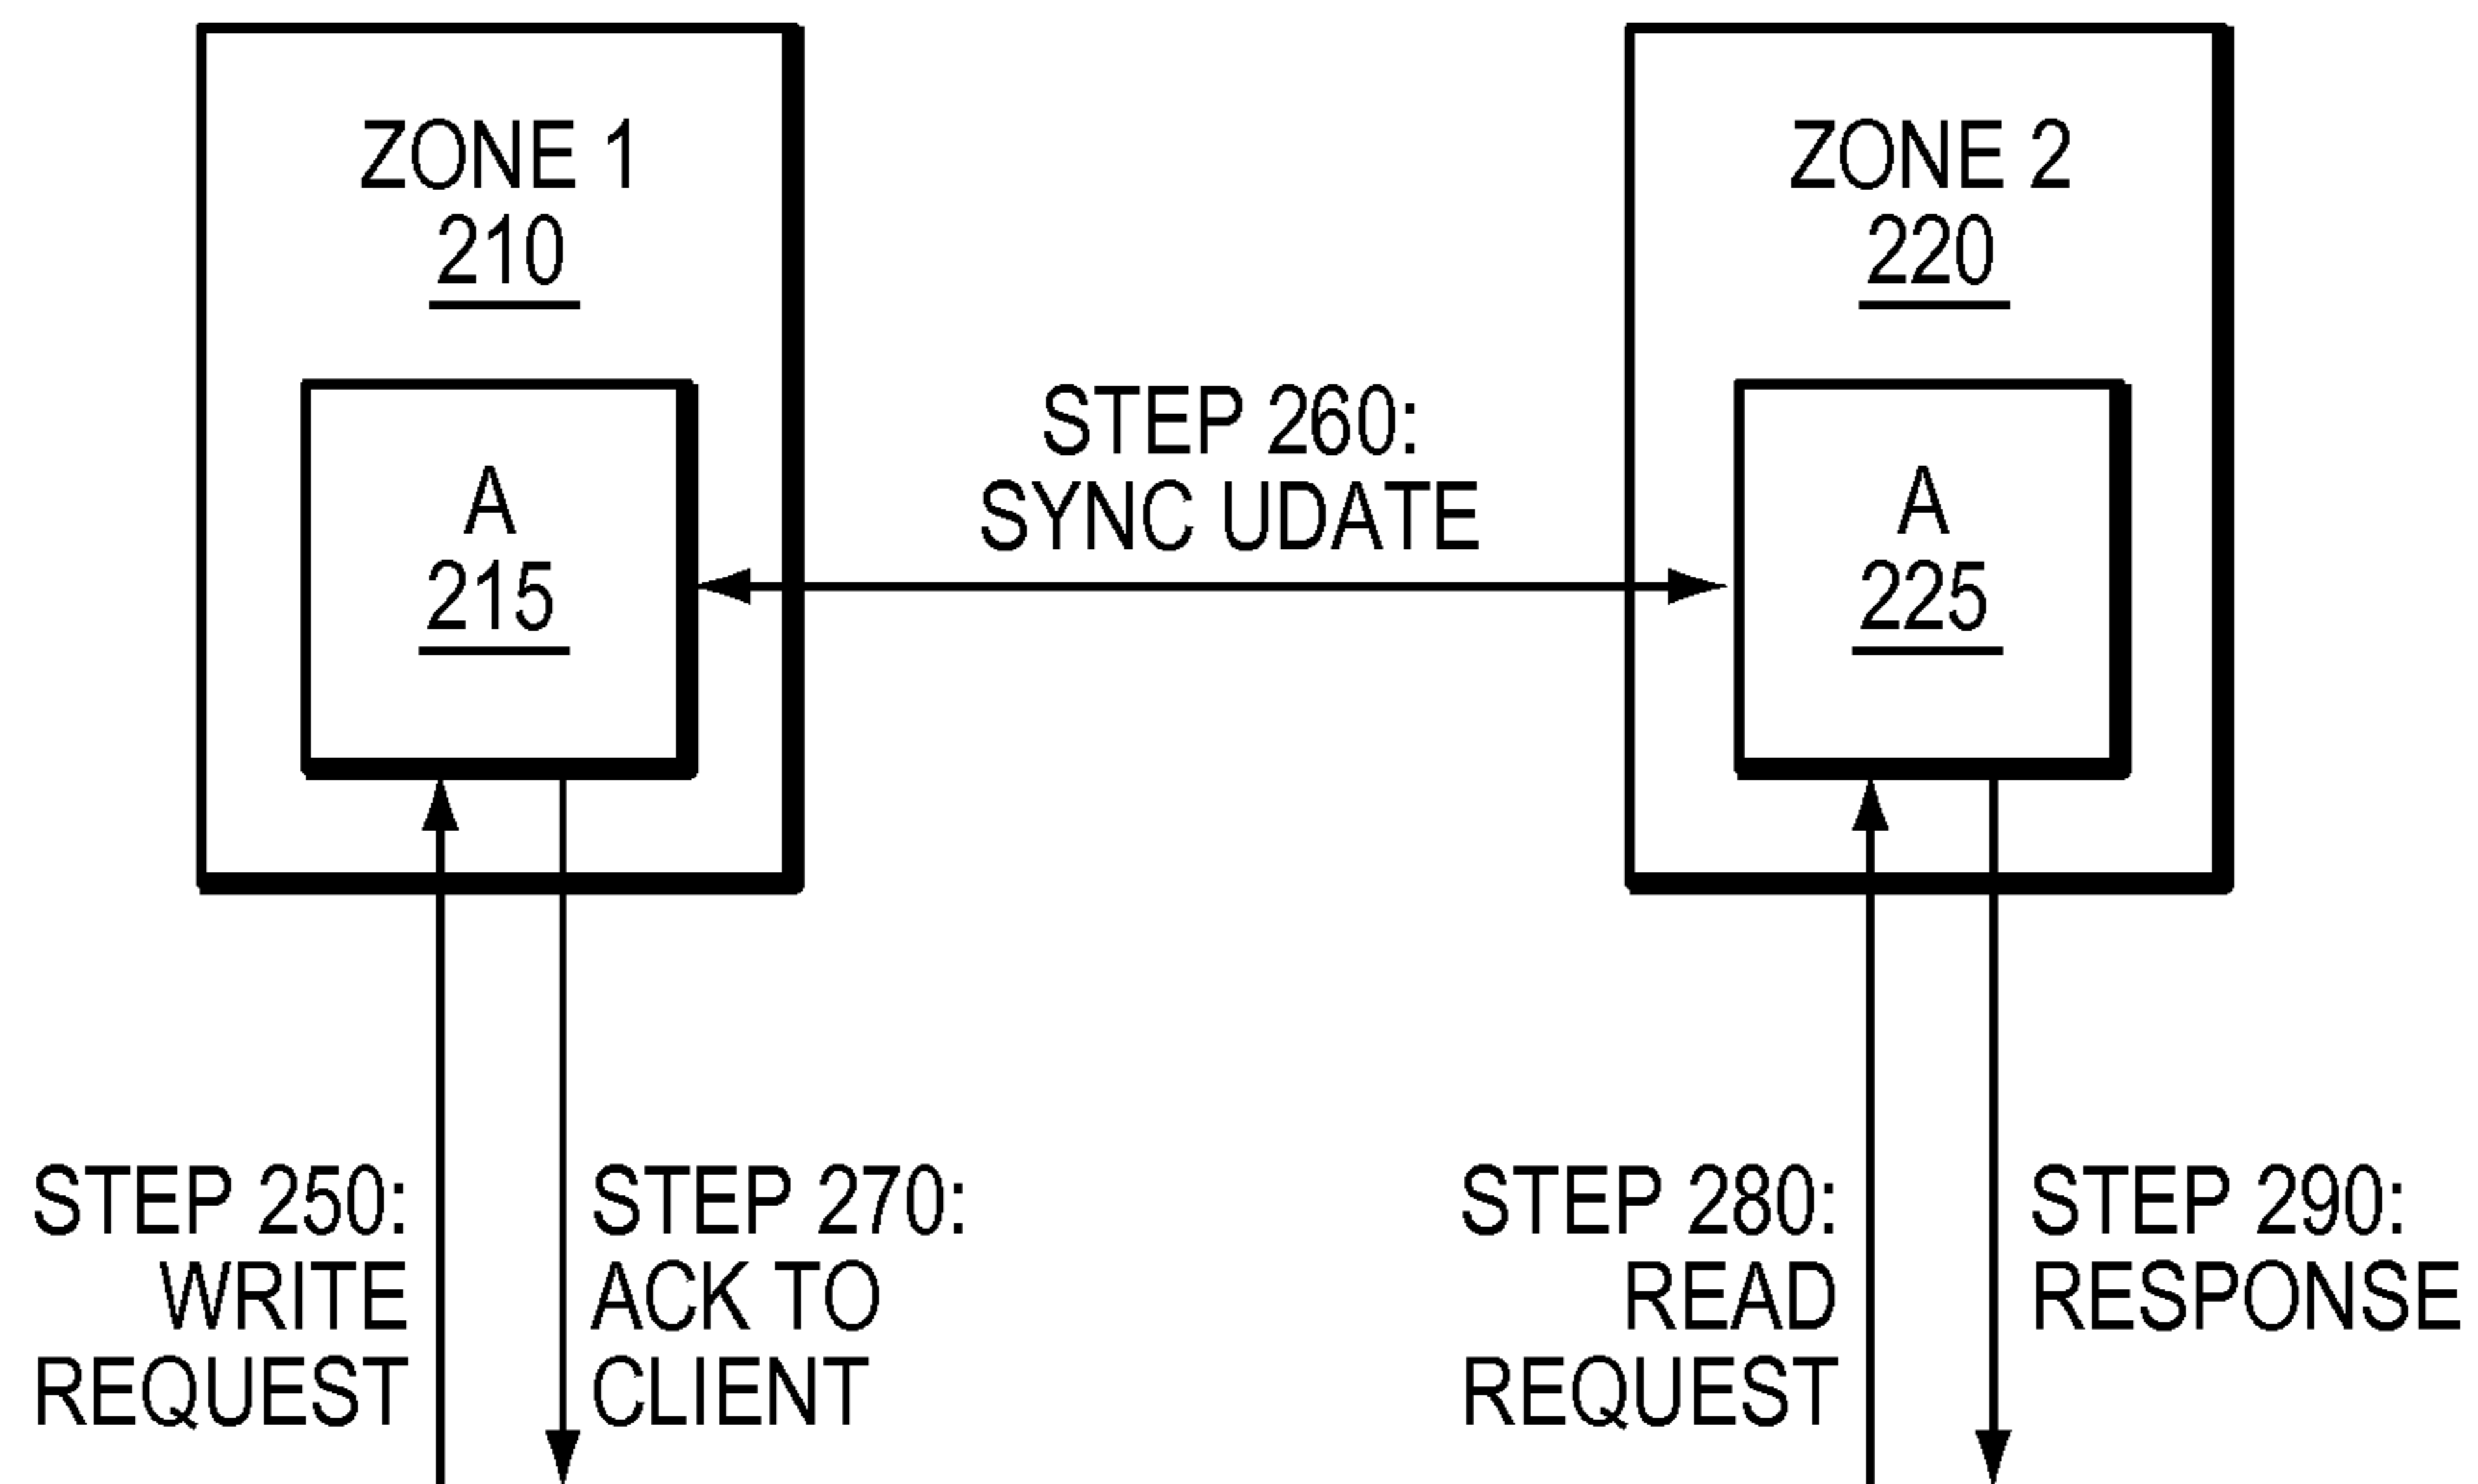 ZONE 1
210
A
215
STEP 260:
SYNC UDATE
ZONE 2
220
A
225
STEP 250:
WRITE
REQUEST
STEP 270:
ACK TO
CLIENT
STEP 280:
READ
REQUEST
STEP 290:
RESPONSE